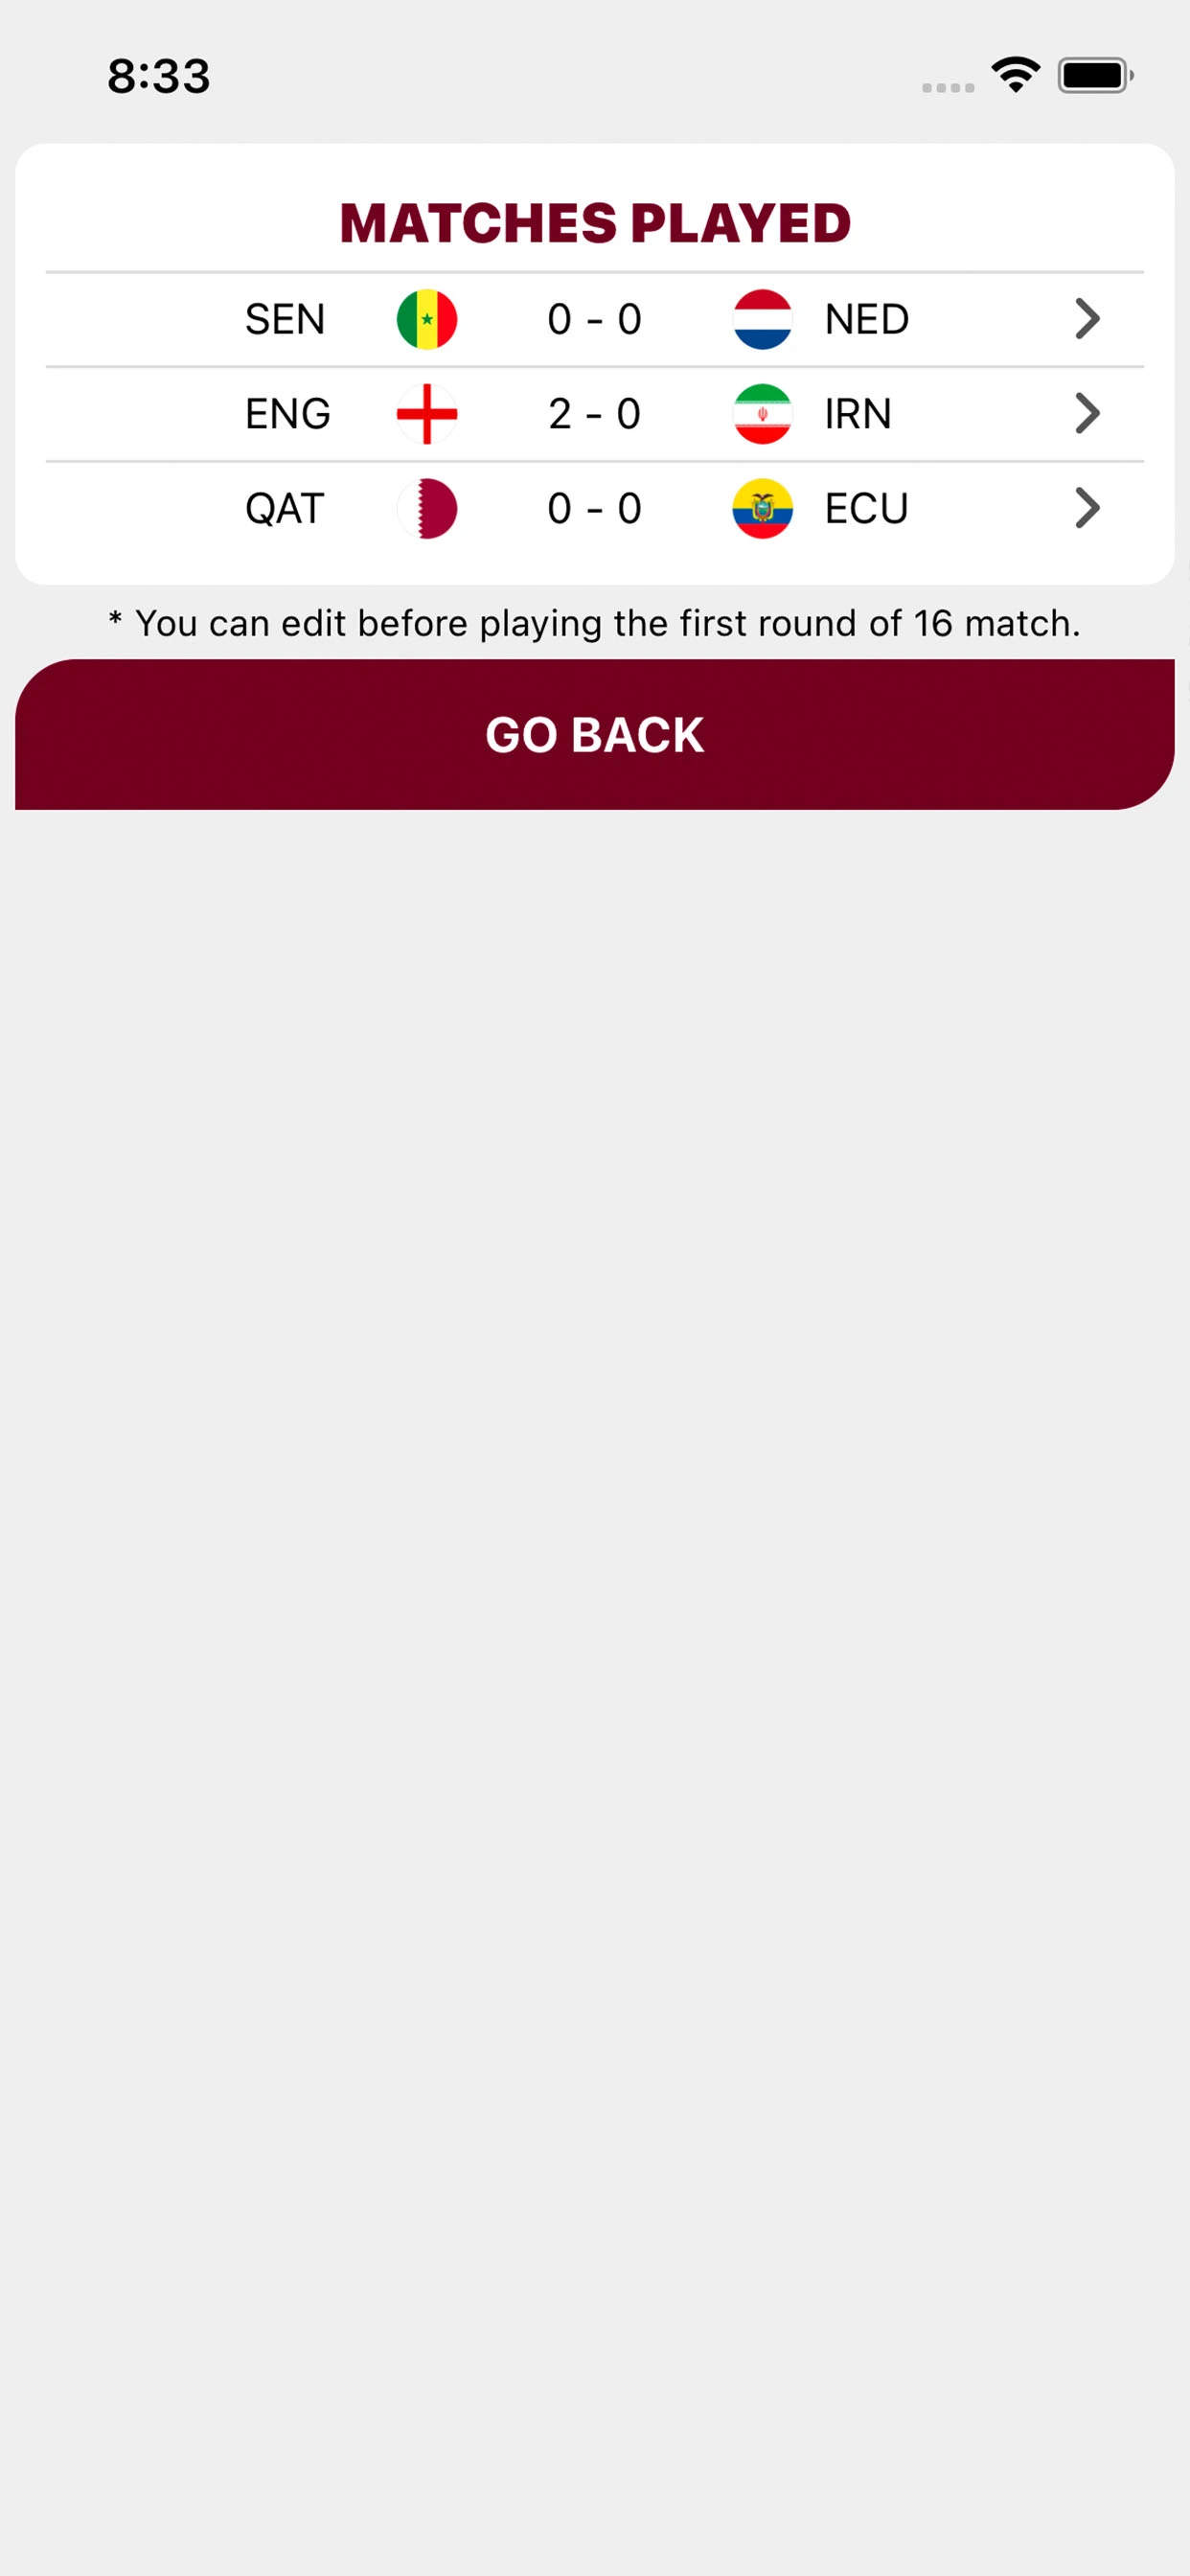 8:33
MATCHES PLAYED
SEN 0 - 0 NED
ENG 2 - 0 IRN
QAT 0 - 0 ECU
* You can edit before playing the first round of 16 match.
GO BACK